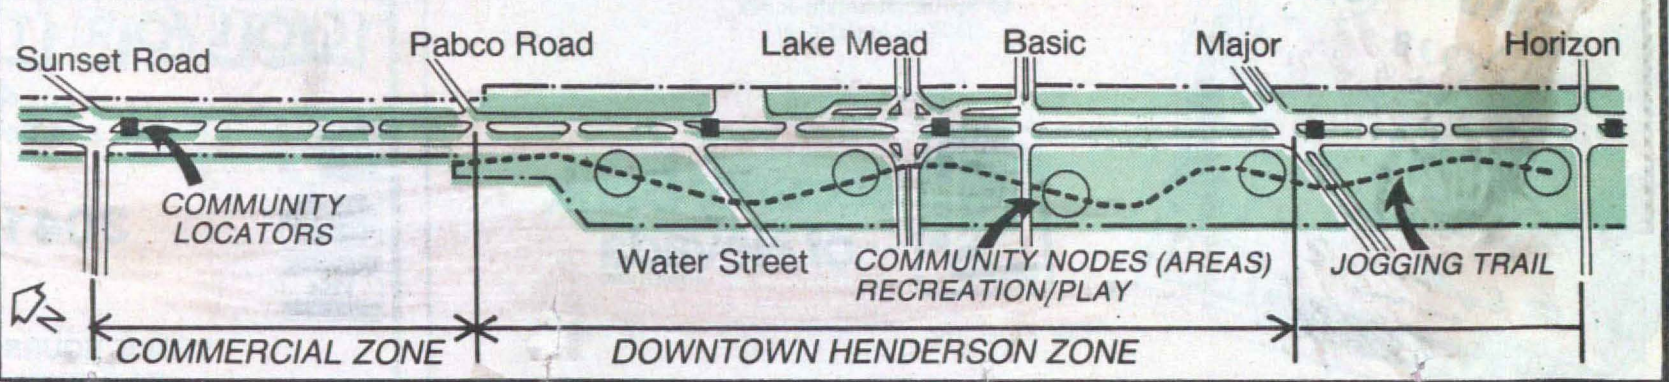 Sunset Road
Pabco Road
Lake Mead
Basic
Major
Horizon
COMMUNITY
LOCATORS
Water Street
COMMUNITY NODES (AREAS)
RECREATION/PLAY
JOGGING TRAIL
N
COMMERCIAL ZONE
DOWNTOWN HENDERSON ZONE